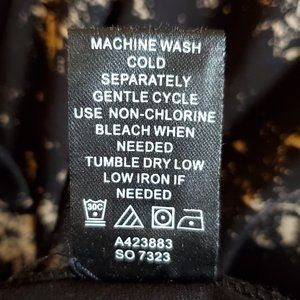 MACHINE WASH
COLD
SEPARATELY
GENTLE CYCLE
USE NON-CHLORINE
BLEACH WHEN
NEEDED
TUMBLE DRY LOW
LOW IRON IF
NEEDED
30C
A423883
SO 7323